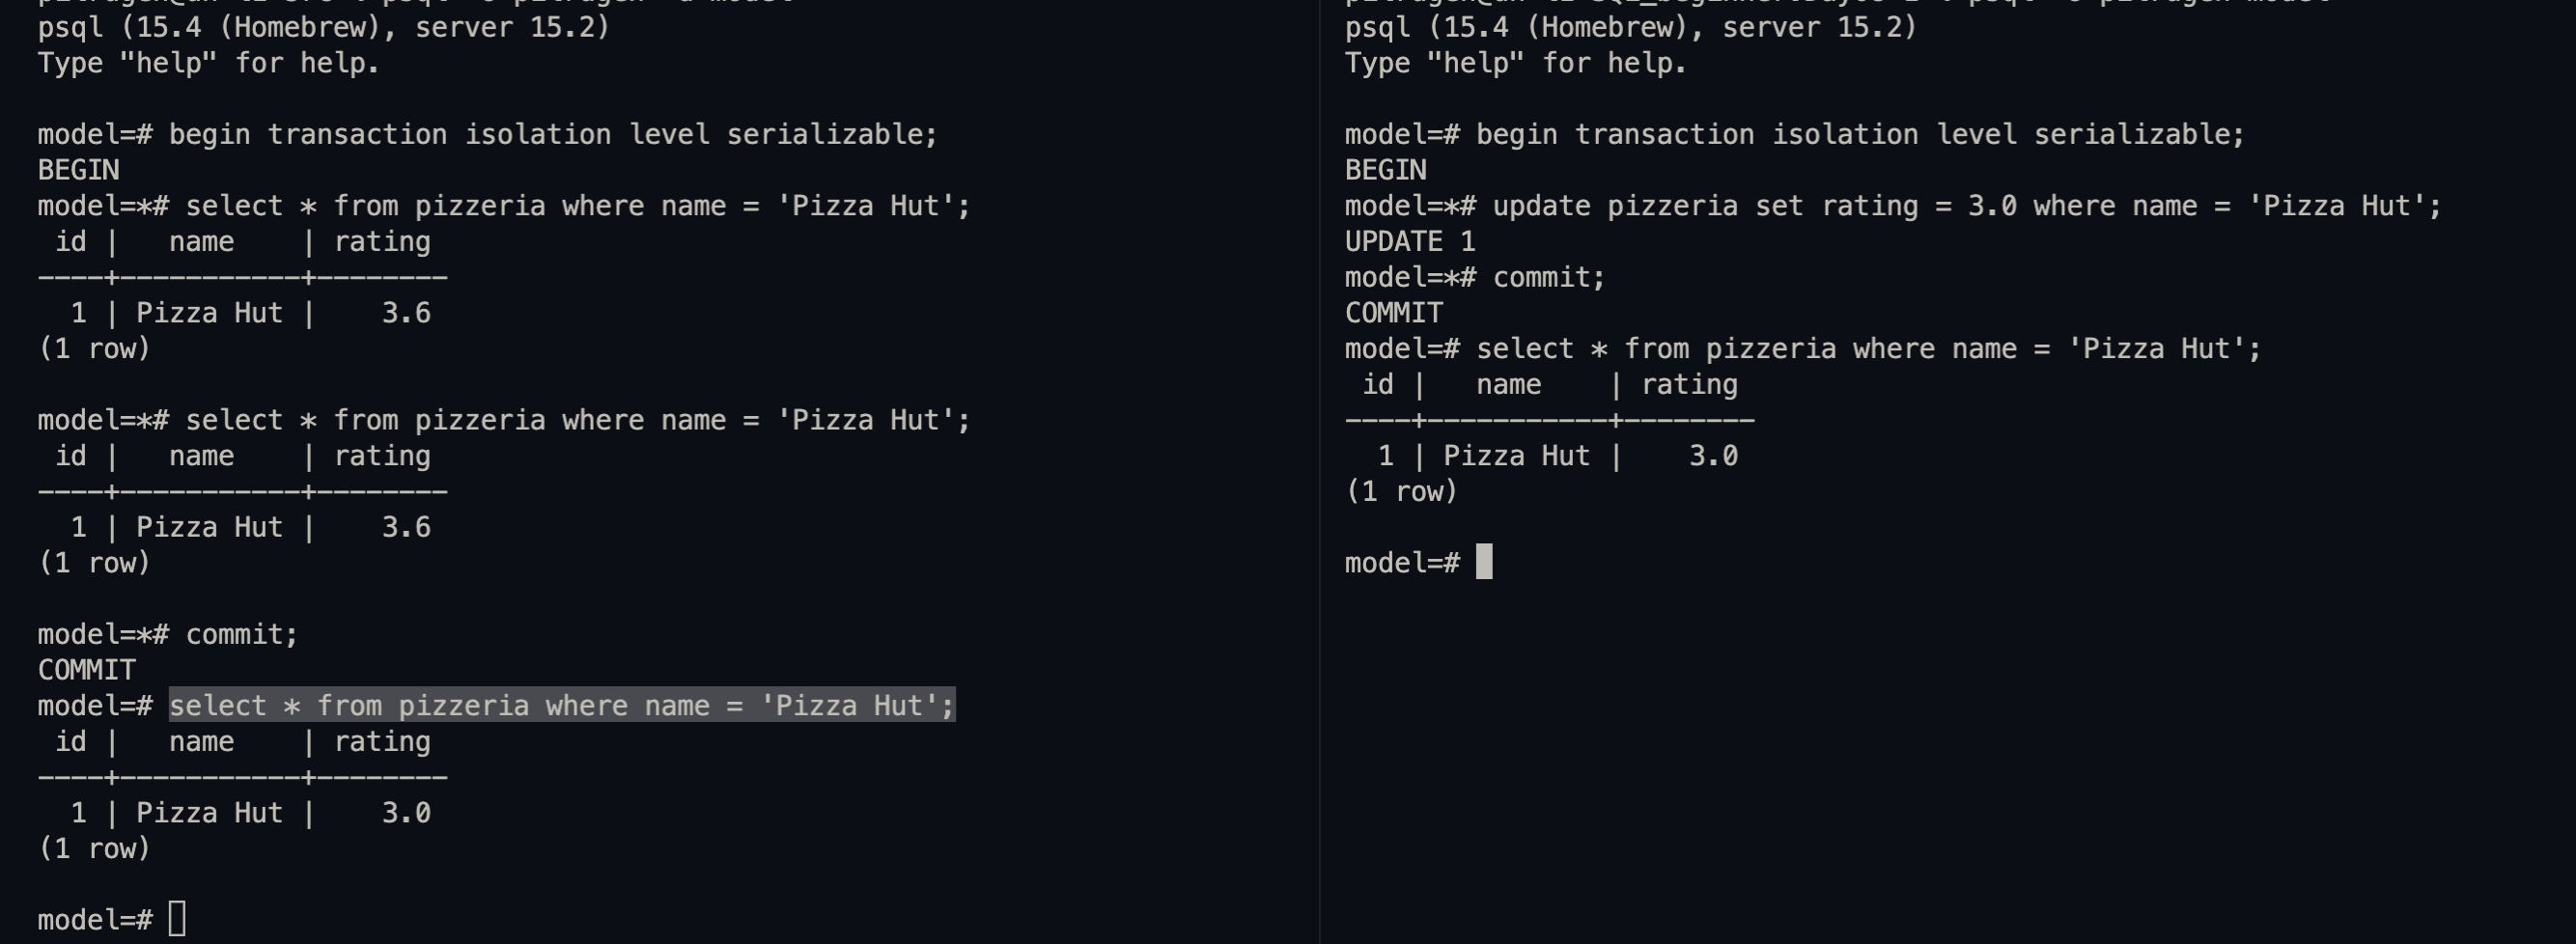 psql (15.4 (Homebrew), server 15.2)
Type "help" for help.
model=# begin transaction isolation level serializable;
BEGIN
model=*# select * from pizzeria where name = 'Pizza Hut';
 id |   name    | rating
----+-----------+--------
  1 | Pizza Hut |    3.6
(1 row)
model=*# select * from pizzeria where name = 'Pizza Hut';
 id |   name    | rating
----+-----------+--------
  1 | Pizza Hut |    3.6
(1 row)
model=*# commit;
COMMIT
model=# select * from pizzeria where name = 'Pizza Hut';
 id |   name    | rating
----+-----------+--------
  1 | Pizza Hut |    3.0
(1 row)
model=#
psql (15.4 (Homebrew), server 15.2)
Type "help" for help.
model=# begin transaction isolation level serializable;
BEGIN
model=*# update pizzeria set rating = 3.0 where name = 'Pizza Hut';
UPDATE 1
model=*# commit;
COMMIT
model=# select * from pizzeria where name = 'Pizza Hut';
 id |   name    | rating
----+-----------+--------
  1 | Pizza Hut |    3.0
(1 row)
model=#